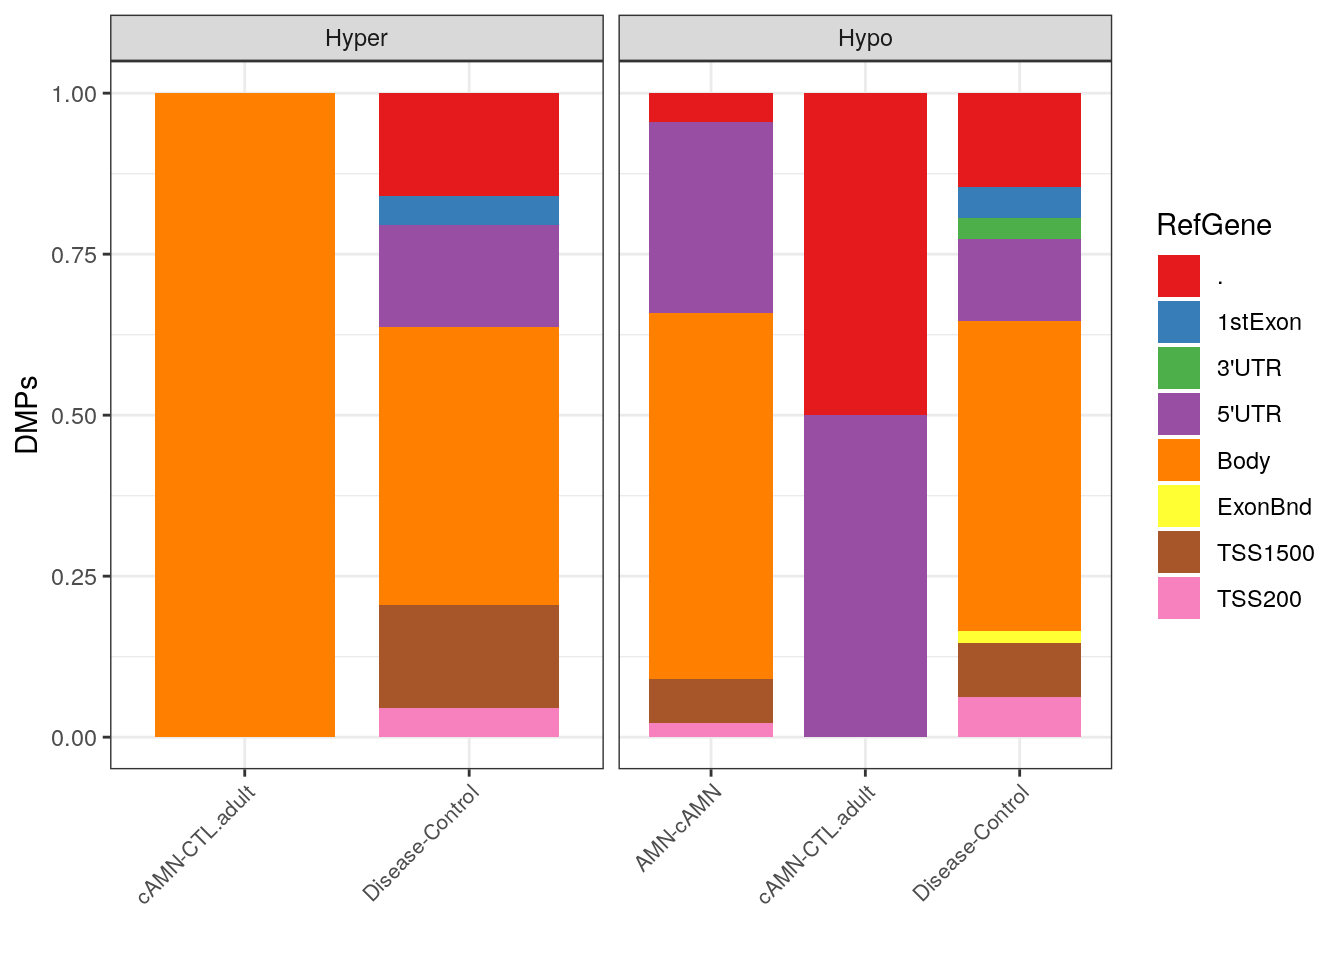 Hyper
Hypo
DMPs
1.00
0.75
0.50
0.25
0.00
cAMN-CTL.adult
Disease-Control
AMN-cAMN
cAMN-CTL.adult
Disease-Control
RefGene
.
1stExon
3'UTR
5'UTR
Body
ExonBnd
TSS1500
TSS200